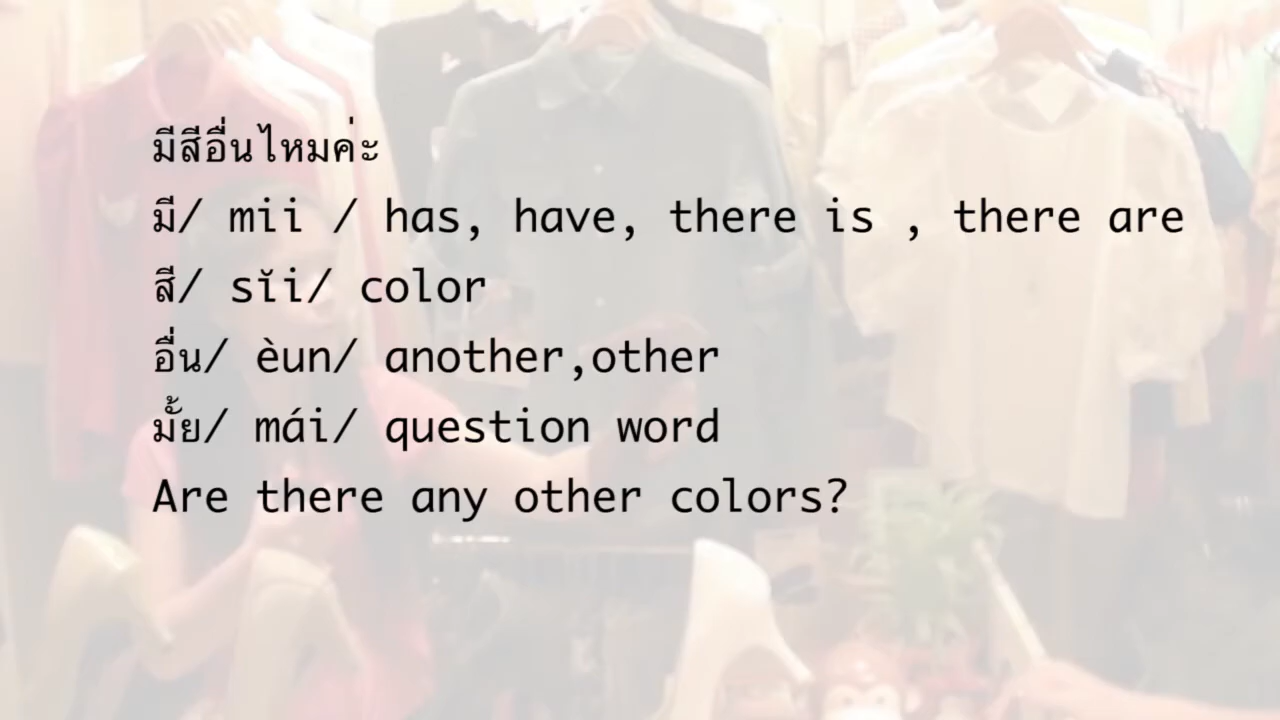 มีสีอื่นไหมค่ะ
มี/ mii / has, have, there is , there are
สี/ sĭi/ color
อื่น/ èun/ another,other
มั้ย/ mái/ question word
Are there any other colors?